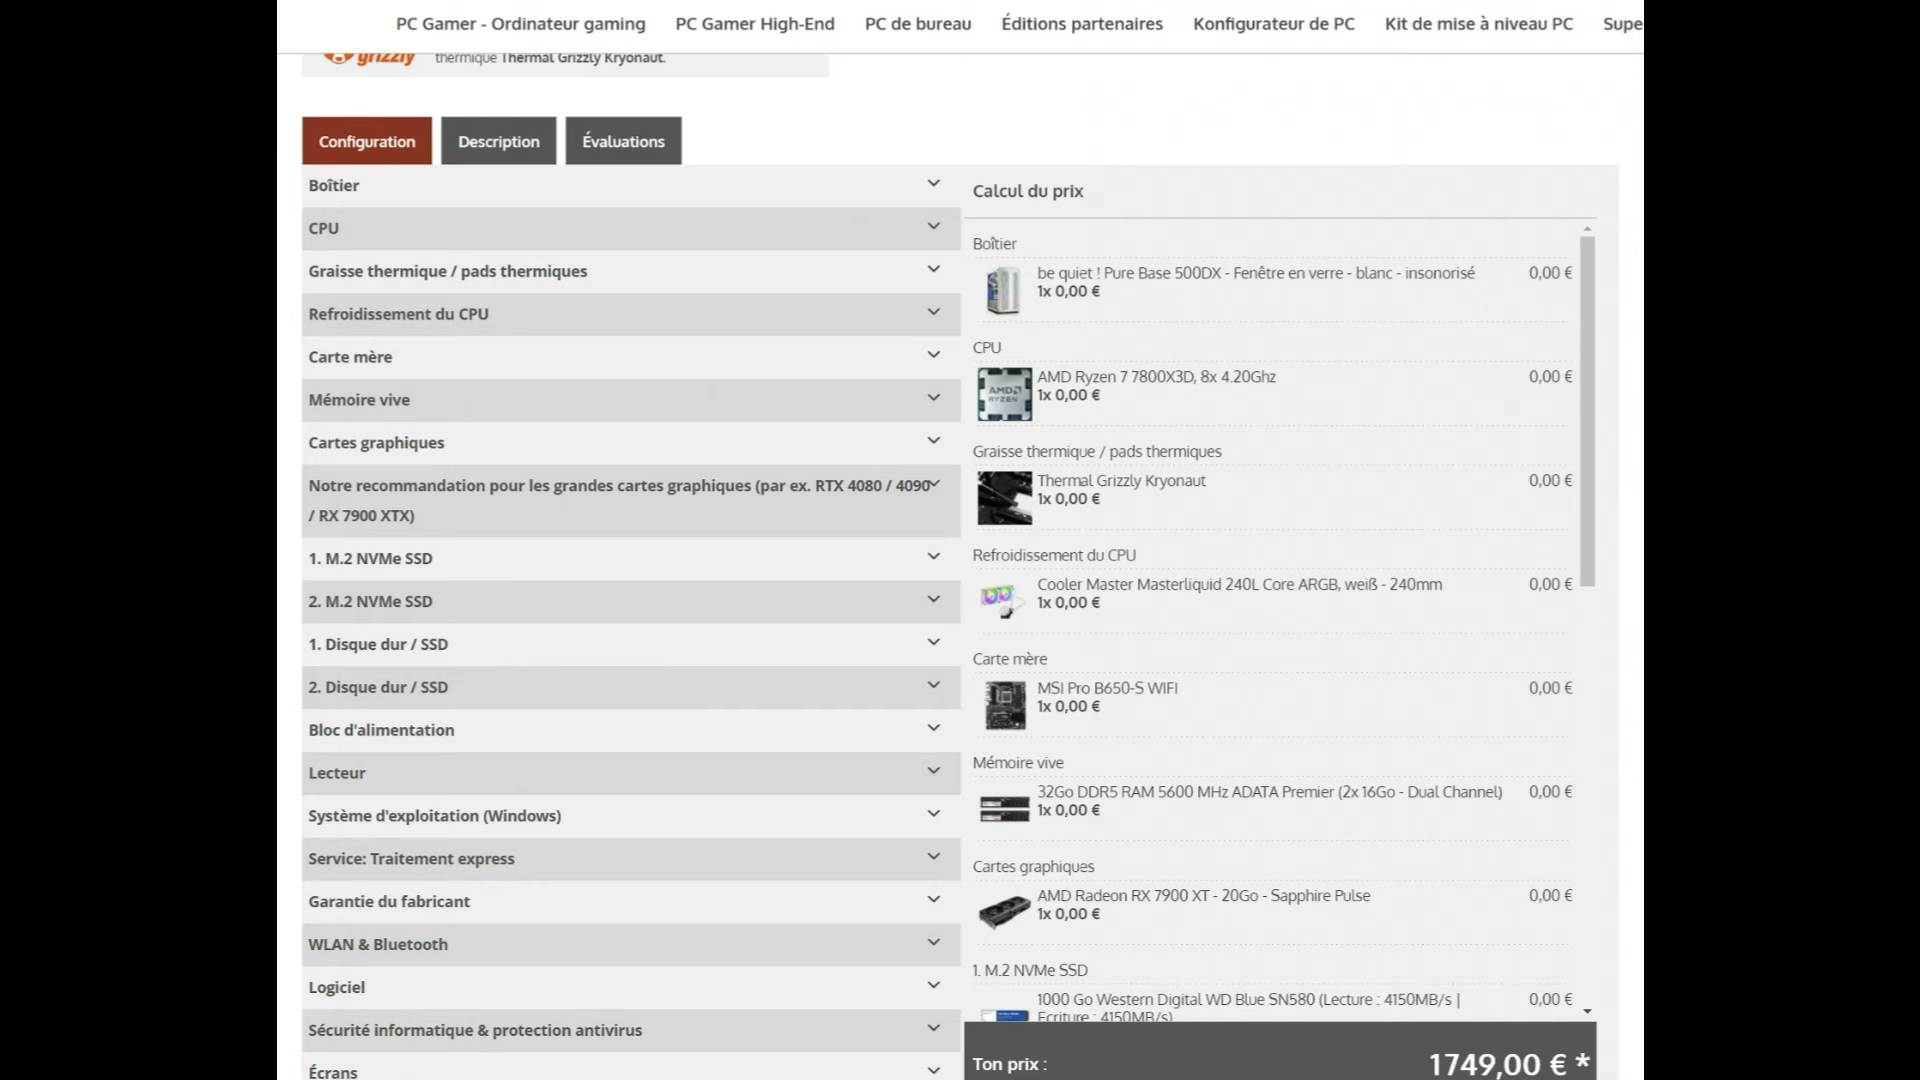 PC Gamer - Ordinateur gaming PC Gamer High-End PC de bureau Éditions partenaires Konfigurateur de PC Kit de mise à niveau PC Supe
grizzly thermique Thermal Grizzly Kryonaut.
Configuration Description Évaluations
Boîtier
CPU
Graisse thermique / pads thermiques
Refroidissement du CPU
Carte mère
Mémoire vive
Cartes graphiques
Notre recommandation pour les grandes cartes graphiques (par ex. RTX 4080 / 4090
/ RX 7900 XTX)
1. M.2 NVMe SSD
2. M.2 NVMe SSD
1. Disque dur / SSD
2. Disque dur / SSD
Bloc d'alimentation
Lecteur
Système d'exploitation (Windows)
Service: Traitement express
Garantie du fabricant
WLAN & Bluetooth
Logiciel
Sécurité informatique & protection antivirus
Écrans
Calcul du prix
Boîtier
be quiet ! Pure Base 500DX - Fenêtre en verre - blanc - insonorisé 0,00 €
1x 0,00 €
CPU
AMD Ryzen 7 7800X3D, 8x 4.20Ghz 0,00 €
1x 0,00 €
AMD
RYZEN
Graisse thermique / pads thermiques
Thermal Grizzly Kryonaut 0,00 €
1x 0,00 €
Refroidissement du CPU
Cooler Master Masterliquid 240L Core ARGB, weiß - 240mm 0,00 €
1x 0,00 €
Carte mère
MSI Pro B650-S WIFI 0,00 €
1x 0,00 €
Mémoire vive
32Go DDR5 RAM 5600 MHz ADATA Premier (2x 16Go - Dual Channel) 0,00 €
1x 0,00 €
Cartes graphiques
AMD Radeon RX 7900 XT - 20Go - Sapphire Pulse 0,00 €
1x 0,00 €
1. M.2 NVMe SSD
1000 Go Western Digital WD Blue SN580 (Lecture : 4150MB/s | 0,00 €
Ecriture : 4150MB/s)
Ton prix : 1749,00 € *